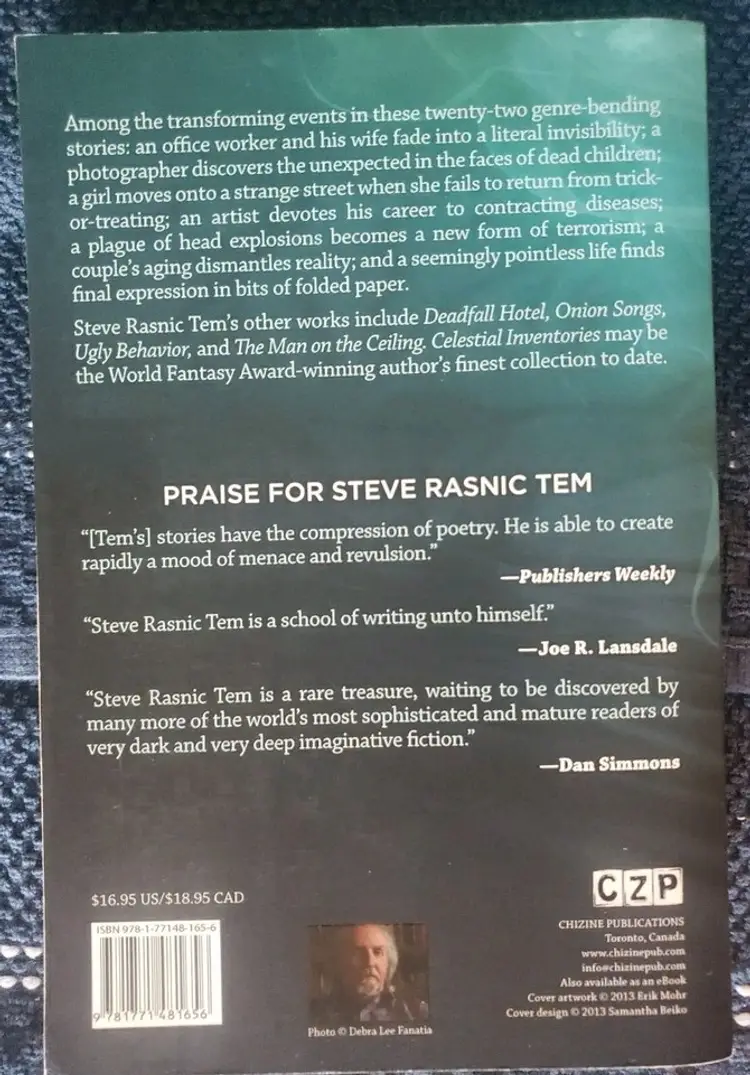 Among the transforming events in these twenty-two genre-bending
stories: an office worker and his wife fade into a literal invisibility; a
photographer discovers the unexpected in the faces of dead children;
a girl moves onto a strange street when she fails to return from trick-
or-treating; an artist devotes his career to contracting diseases;
a plague of head explosions becomes a new form of terrorism; a
couple's aging dismantles reality; and a seemingly pointless life finds
final expression in bits of folded paper.
Steve Rasnic Tem's other works include Deadfall Hotel, Onion Songs,
Ugly Behavior, and The Man on the Ceiling. Celestial Inventories may be
the World Fantasy Award-winning author's finest collection to date.
PRAISE FOR STEVE RASNIC TEM
"[Tem's] stories have the compression of poetry. He is able to create
rapidly a mood of menace and revulsion."
—Publishers Weekly
"Steve Rasnic Tem is a school of writing unto himself."
—Joe R. Lansdale
"Steve Rasnic Tem is a rare treasure, waiting to be discovered by
many more of the world's most sophisticated and mature readers of
very dark and very deep imaginative fiction."
—Dan Simmons
$16.95 US/$18.95 CAD
ISBN 978-1-77148-165-6
9 781771 481656
Photo © Debra Lee Fanatia
CZP
CHIZINE PUBLICATIONS
Toronto, Canada
www.chizinepub.com
info@chizinepub.com
Also available as an eBook
Cover artwork © 2013 Erik Mohr
Cover design © 2013 Samantha Beiko